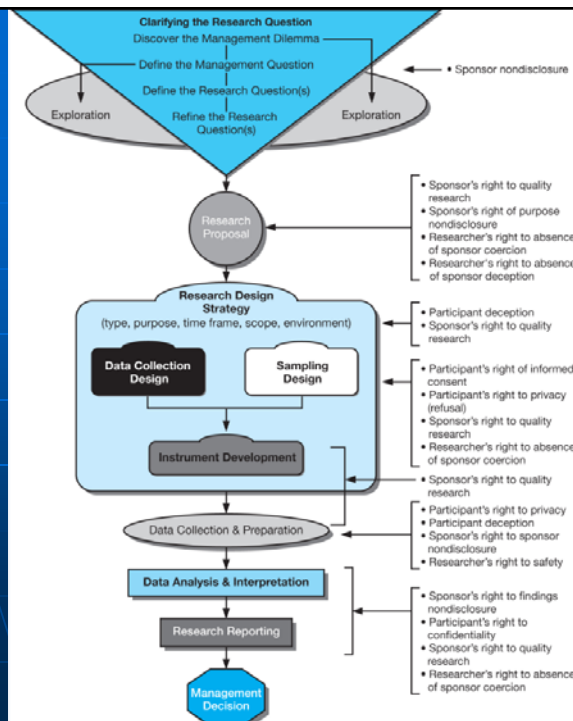 Clarifying the Research Question
Discover the Management Dilemma
Define the Management Question
Define the Research Question(s)
Refine the Research
Question(s)
Exploration
Exploration
• Sponsor nondisclosure
Research
Proposal
• Sponsor's right to quality
research
• Sponsor's right of purpose
nondisclosure
• Researcher's right to absence
of sponsor coercion
• Researcher's right to absence
of sponsor deception
Research Design
Strategy
(type, purpose, time frame, scope, environment)
• Participant deception
• Sponsor's right to quality
research
Data Collection
Design
Sampling
Design
• Participant's right of informed
consent
• Participant's right to privacy
(refusal)
• Sponsor's right to quality
research
• Researcher's right to absence
of sponsor coercion
Instrument Development
• Sponsor's right to quality
research
Data Collection & Preparation
• Participant's right to privacy
• Participant deception
• Sponsor's right to sponsor
nondisclosure
• Researcher's right to safety
Data Analysis & Interpretation
Research Reporting
• Sponsor's right to findings
nondisclosure
• Participant's right to
confidentiality
• Sponsor's right to quality
research
• Researcher's right to absence
of sponsor coercion
Management
Decision